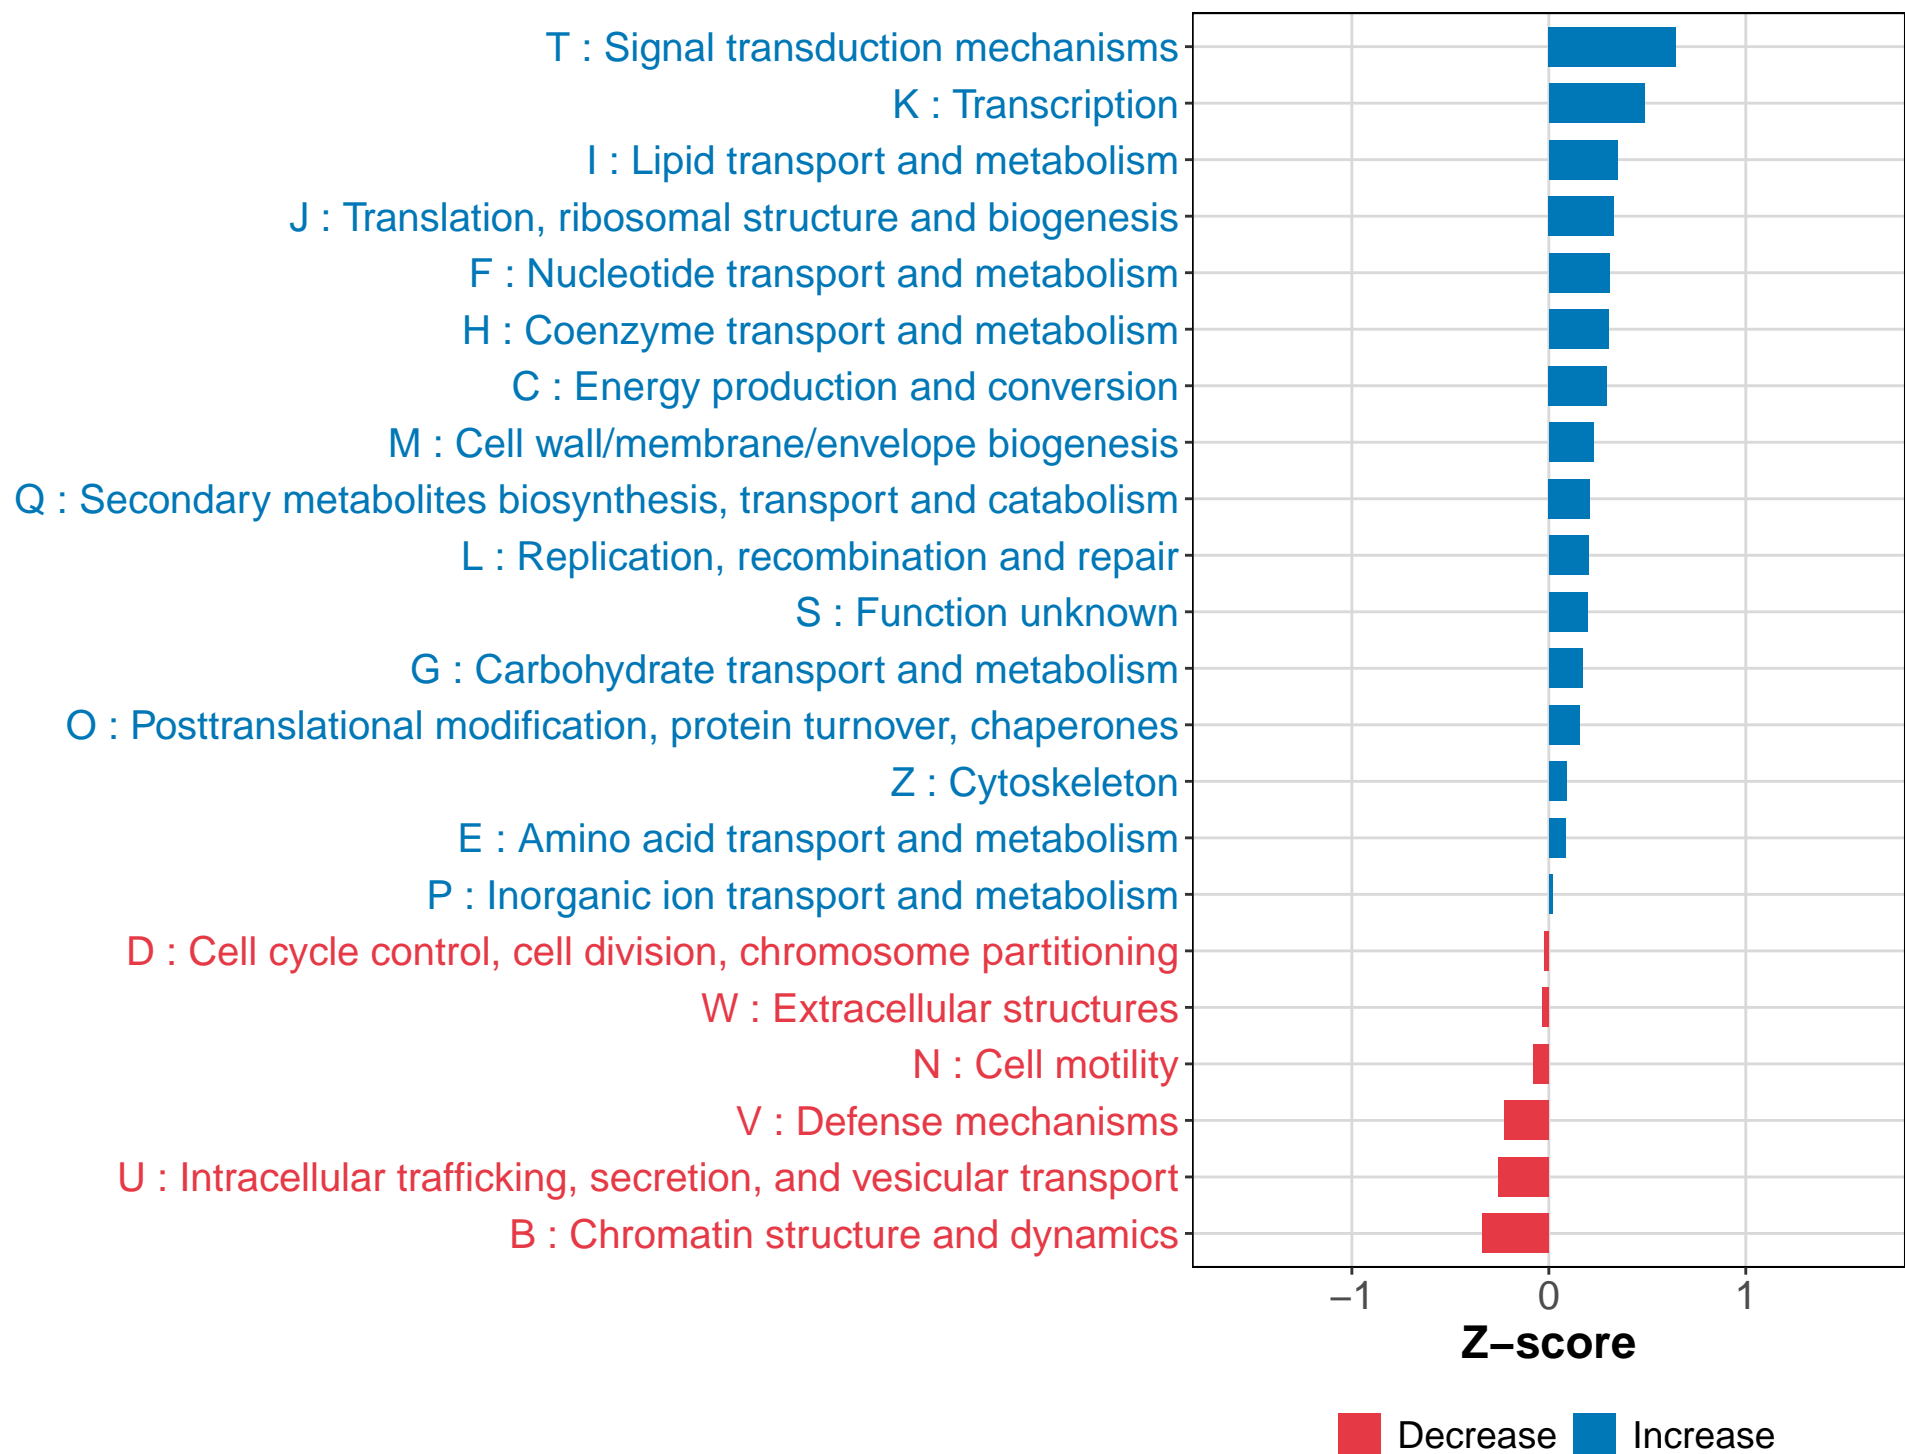 T : Signal transduction mechanisms
K : Transcription
I : Lipid transport and metabolism
J : Translation, ribosomal structure and biogenesis
F : Nucleotide transport and metabolism
H : Coenzyme transport and metabolism
C : Energy production and conversion
M : Cell wall/membrane/envelope biogenesis
Q : Secondary metabolites biosynthesis, transport and catabolism
L : Replication, recombination and repair
S : Function unknown
G : Carbohydrate transport and metabolism
O : Posttranslational modification, protein turnover, chaperones
Z : Cytoskeleton
E : Amino acid transport and metabolism
P : Inorganic ion transport and metabolism
D : Cell cycle control, cell division, chromosome partitioning
W : Extracellular structures
N : Cell motility
V : Defense mechanisms
U : Intracellular trafficking, secretion, and vesicular transport
B : Chromatin structure and dynamics
−1 0 1
Z−score
Decrease Increase